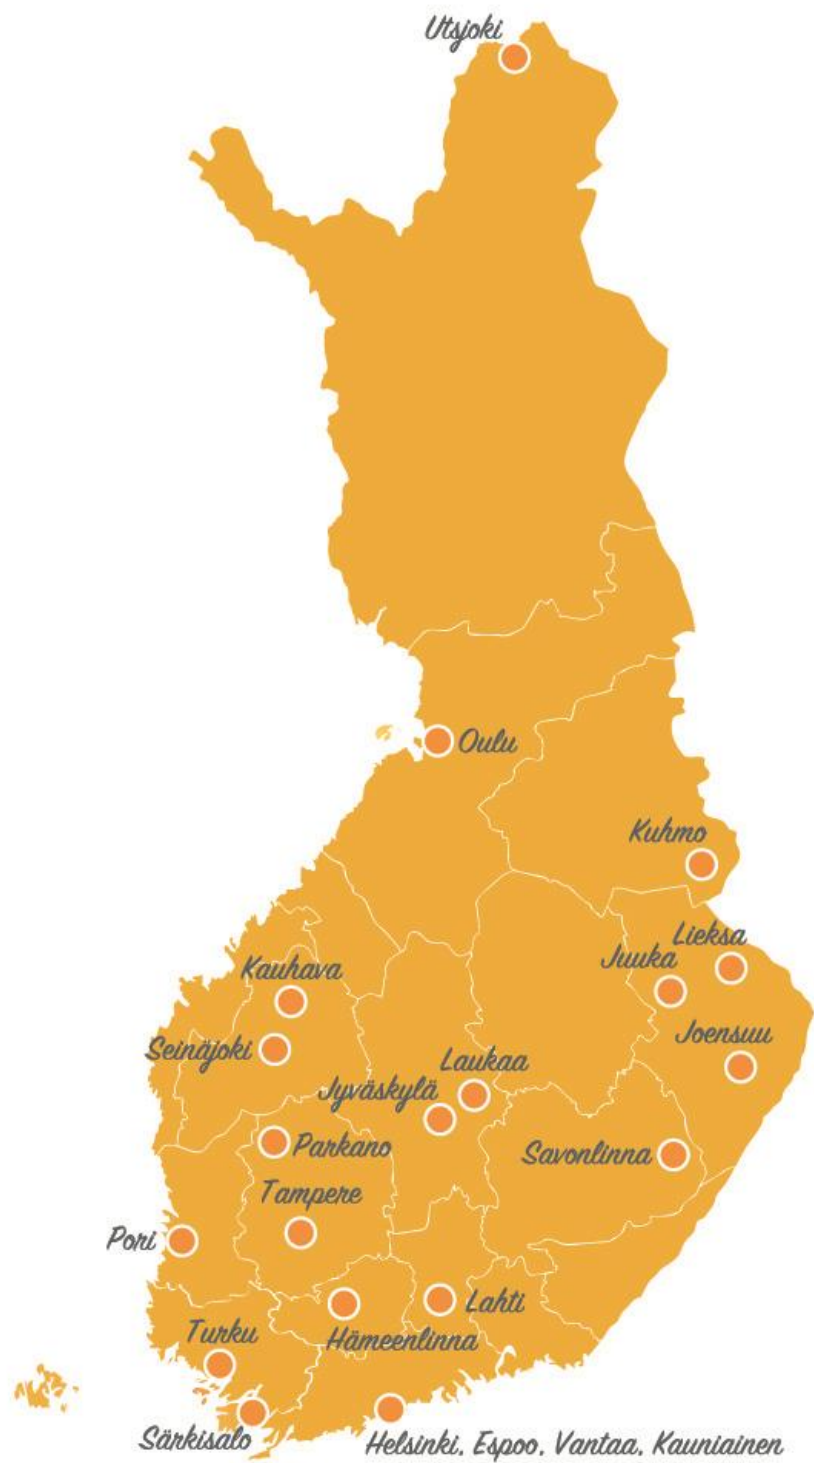 Utsjoki
Oulu
Kuhmo
Lieksa
Juuka
Kauhava
Joensuu
Seinäjoki
Laukaa
Jyväskylä
Parkano
Savonlinna
Tampere
Pori
Lahti
Turku
Hämeenlinna
Särkisalo
Helsinki, Espoo, Vantaa, Kauniainen